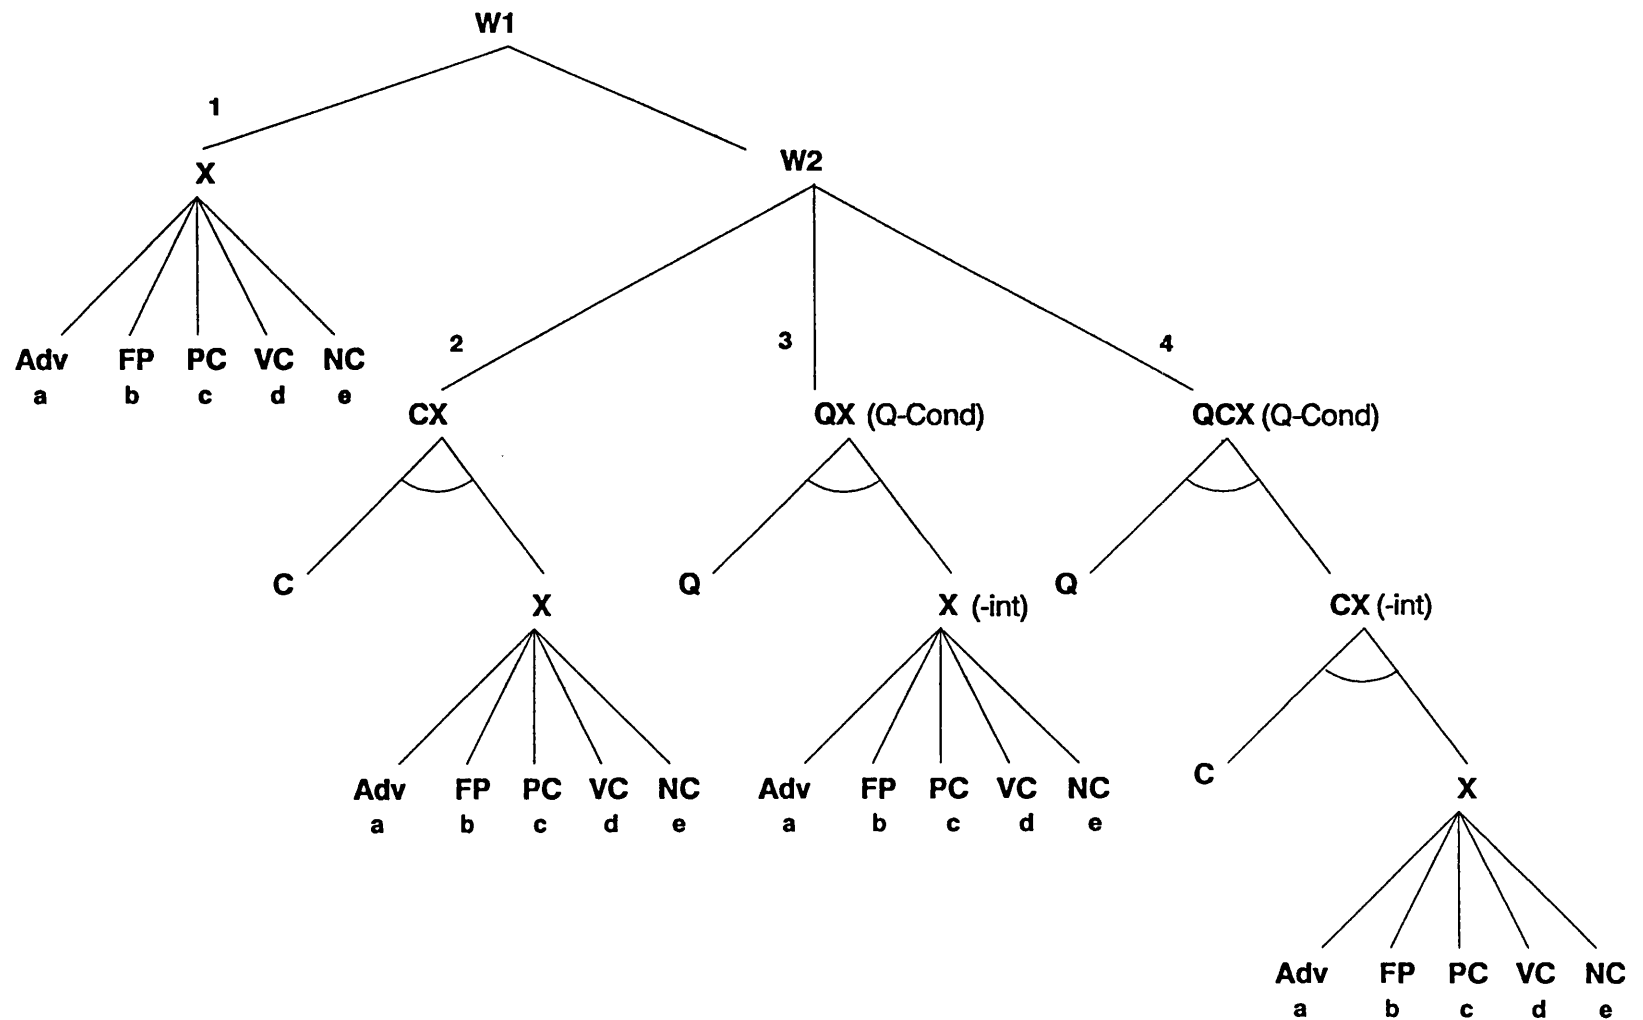 W1
1
X
W2
Adv FP PC VC NC
a b c d e
2 3 4
CX QX (Q-Cond) QCX (Q-Cond)
C Q Q
X X (-int) CX (-int)
Adv FP PC VC NC Adv FP PC VC NC C X
a b c d e a b c d e
Adv FP PC VC NC
a b c d e